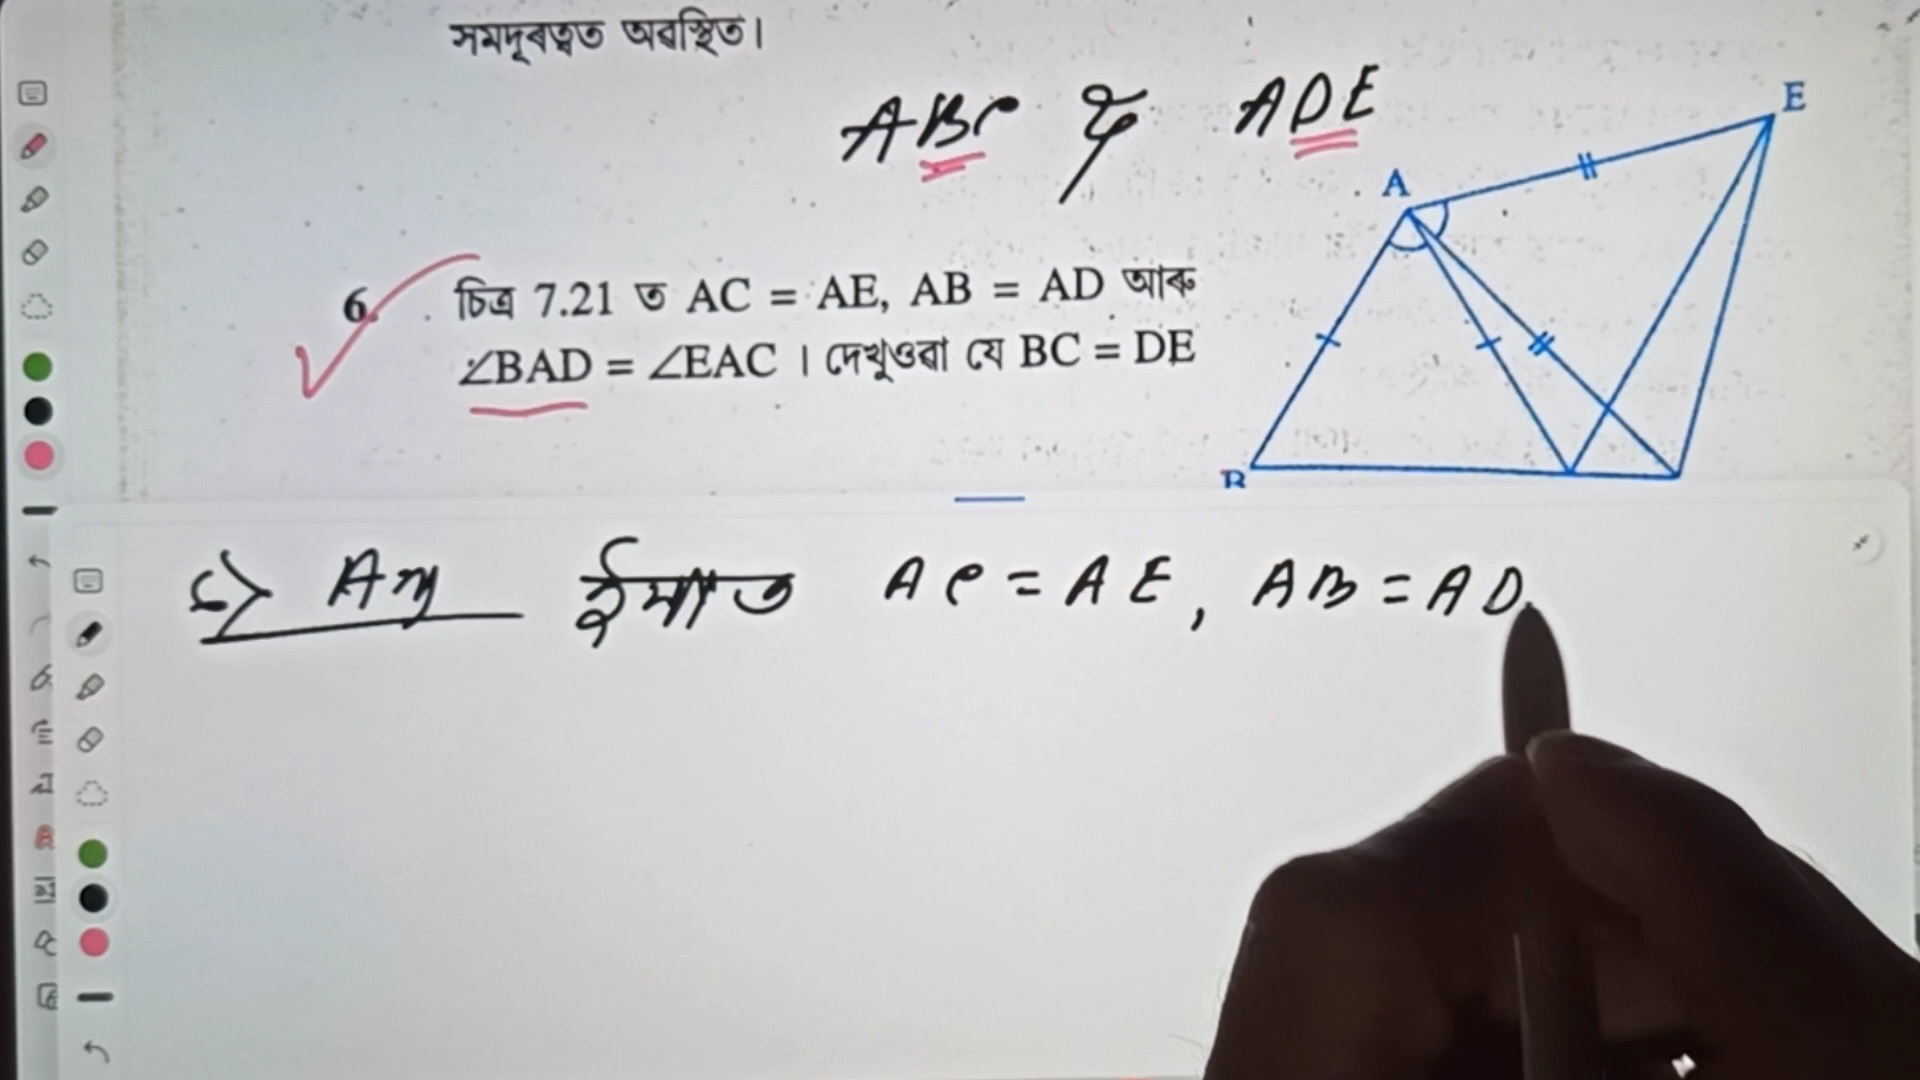 সমদূৰত্বত অৱস্থিত।
ABC ADE
E
A
6. চিত্ৰ 7.21 ত AC = AE, AB = AD আৰু
∠BAD = ∠EAC । দেখুওৱা যে BC = DE
B
৬) Ans ইয়াত AC = AE, AB = AD